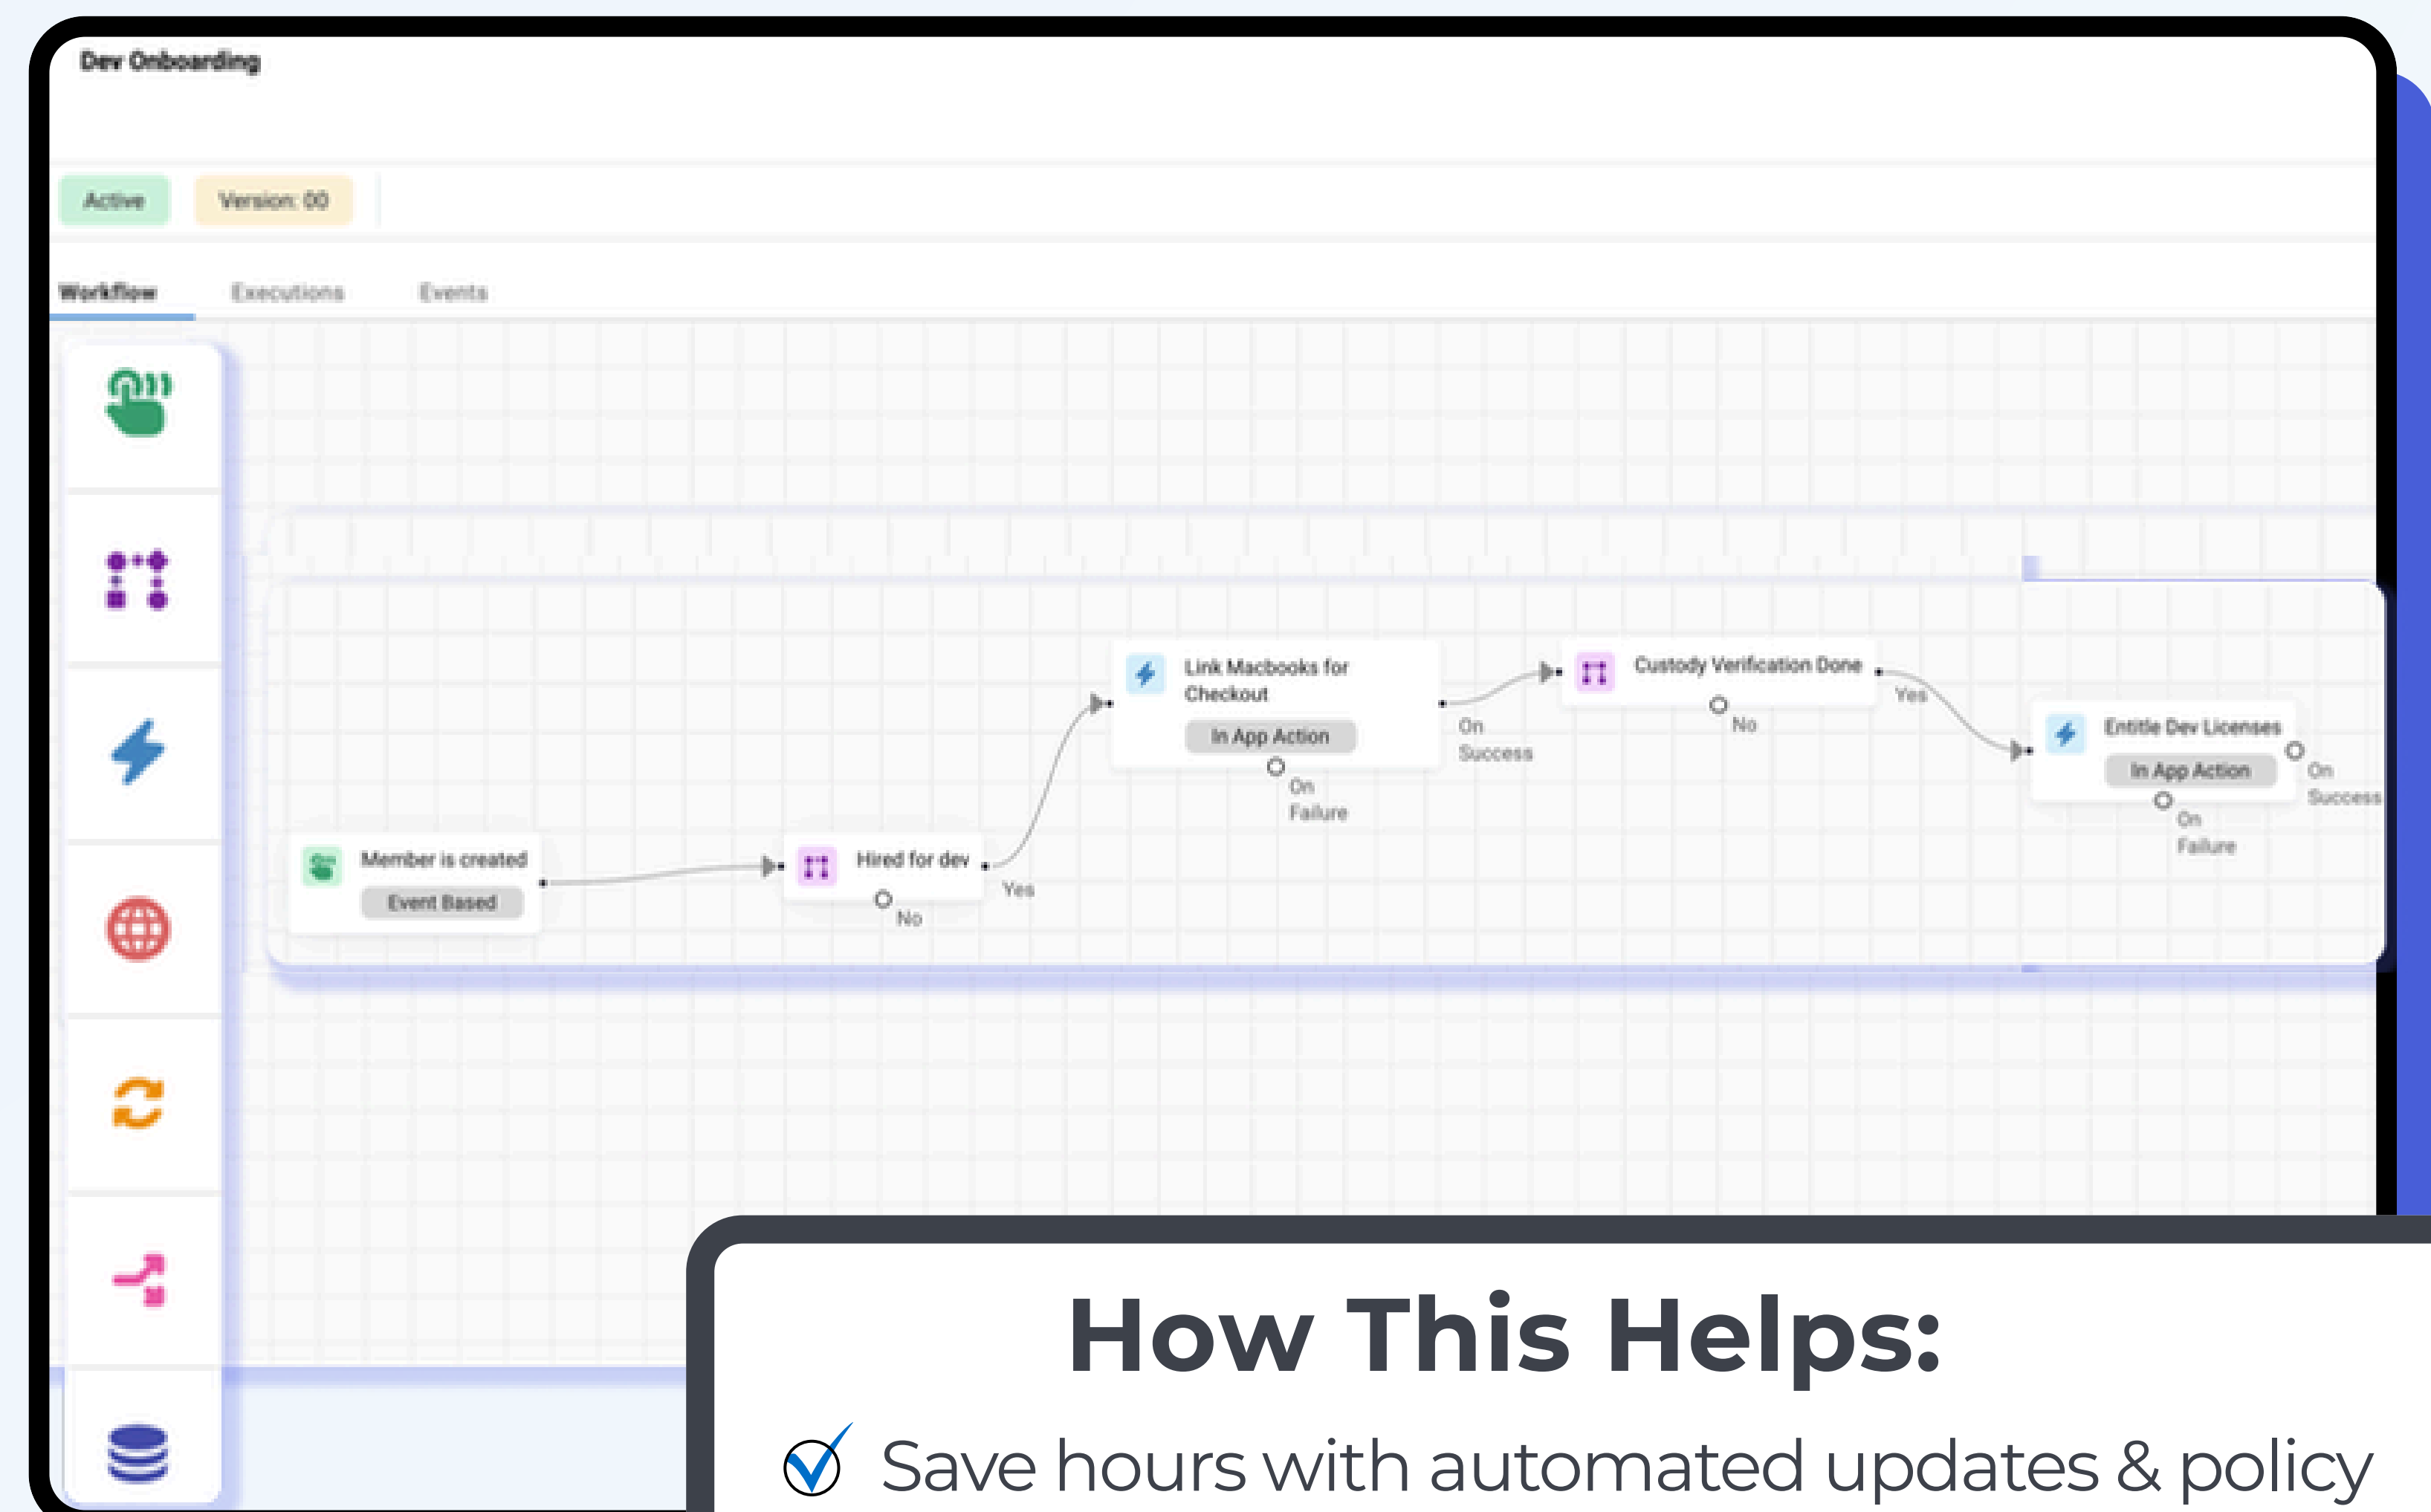 Dev Onboarding
Active
Version: 00
Workflow
Executions
Events
Link Macbooks for
Checkout
In App Action
On
Failure
On
Success
Custody Verification Done
No
Yes
Entitle Dev Licenses
In App Action
On
Success
On
Failure
Member is created
Event Based
Hired for dev
No
Yes
How This Helps:
Save hours with automated updates & policy